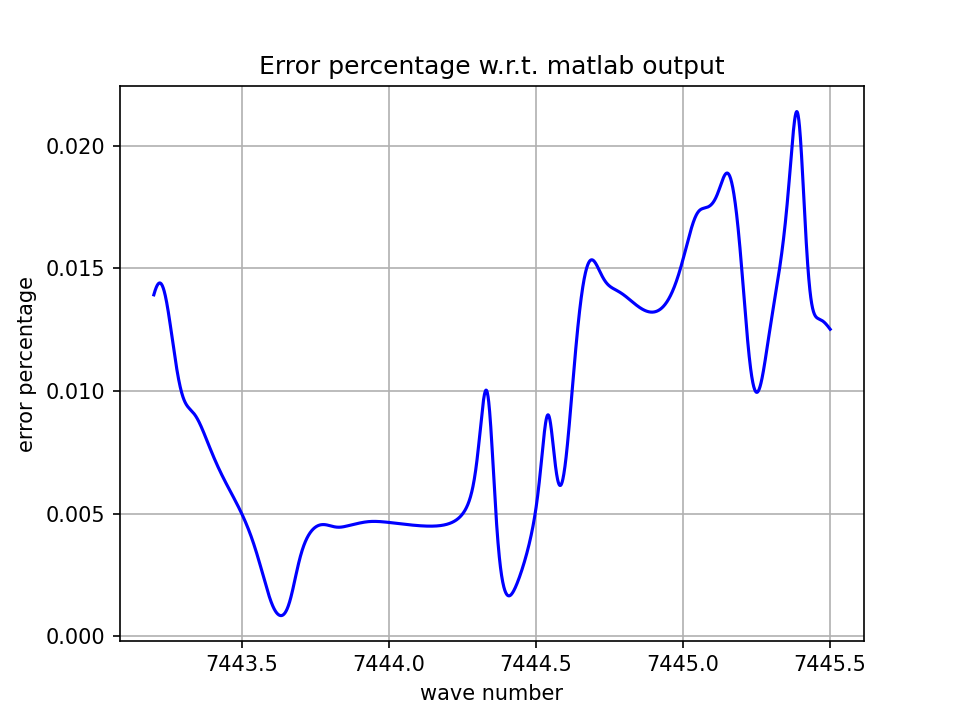 Error percentage w.r.t. matlab output
0.020
0.015
0.010
0.005
0.000
error percentage
7443.5 7444.0 7444.5 7445.0 7445.5
wave number